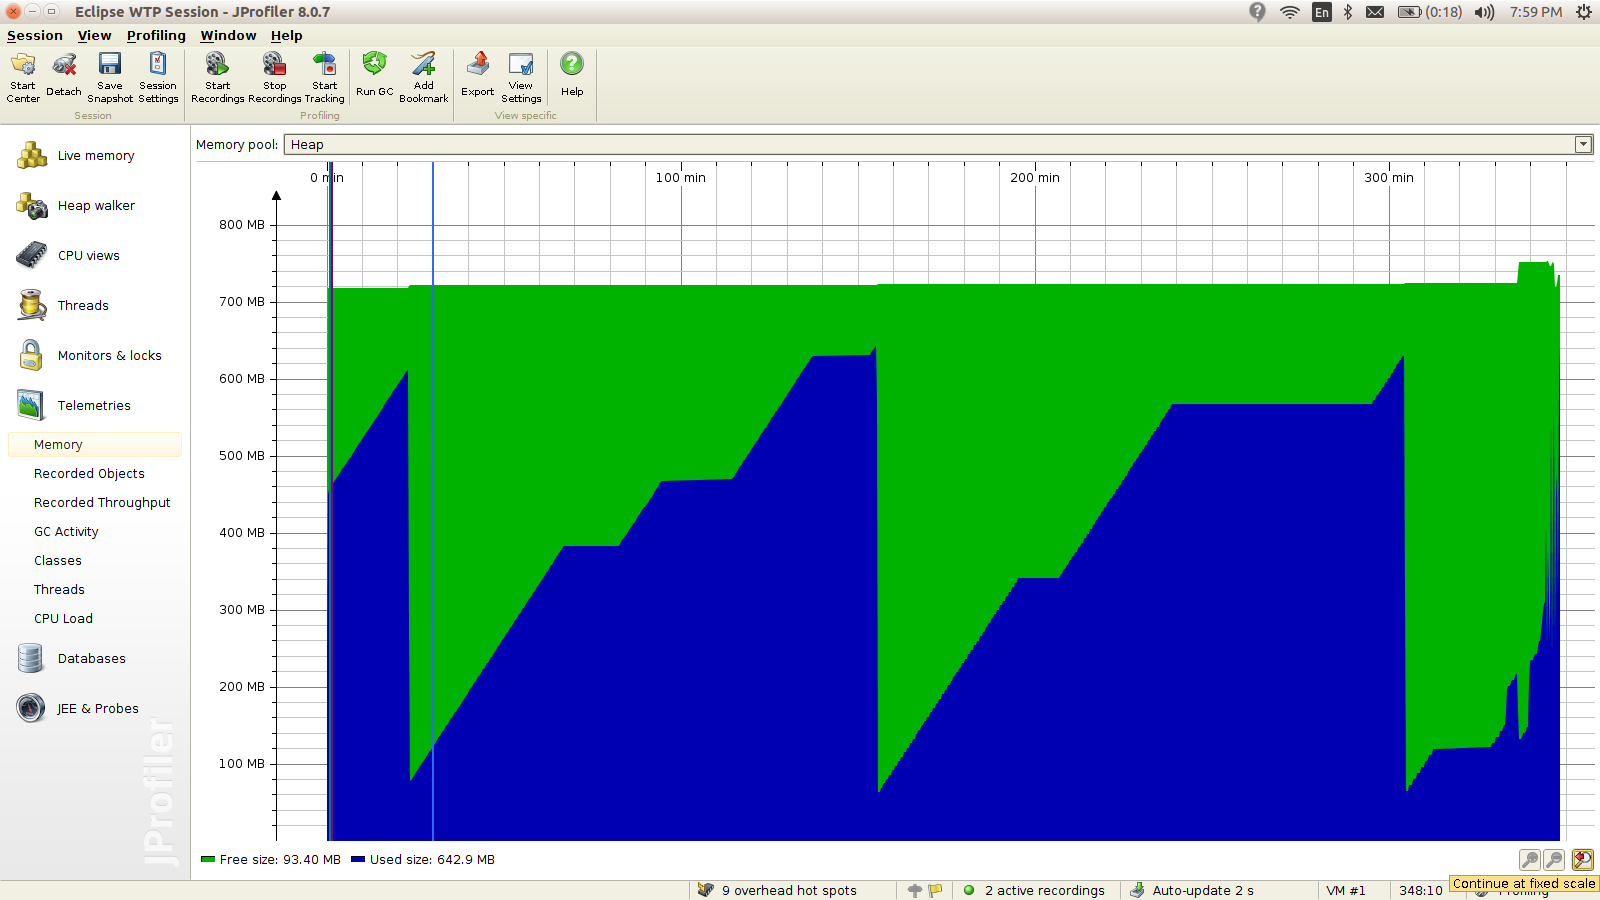 Eclipse WTP Session - JProfiler 8.0.7
? En (0:18) 7:59 PM
Session View Profiling Window Help
Start Center
Detach
Save Snapshot
Session Settings
Start Recordings
Stop Recordings
Start Tracking
Run GC
Add Bookmark
Export
View Settings
? Help
Session
Profiling
View specific
Live memory
Heap walker
CPU views
Threads
Monitors & locks
Telemetries
Memory
Recorded Objects
Recorded Throughput
GC Activity
Classes
Threads
CPU Load
Databases
JEE & Probes
JProfiler
Memory pool: Heap
0 min 100 min 200 min 300 min
800 MB
700 MB
600 MB
500 MB
400 MB
300 MB
200 MB
100 MB
Free size: 93.40 MB Used size: 642.9 MB
9 overhead hot spots 2 active recordings Auto-update 2 s VM #1 348:10 Profiling
Continue at fixed scale